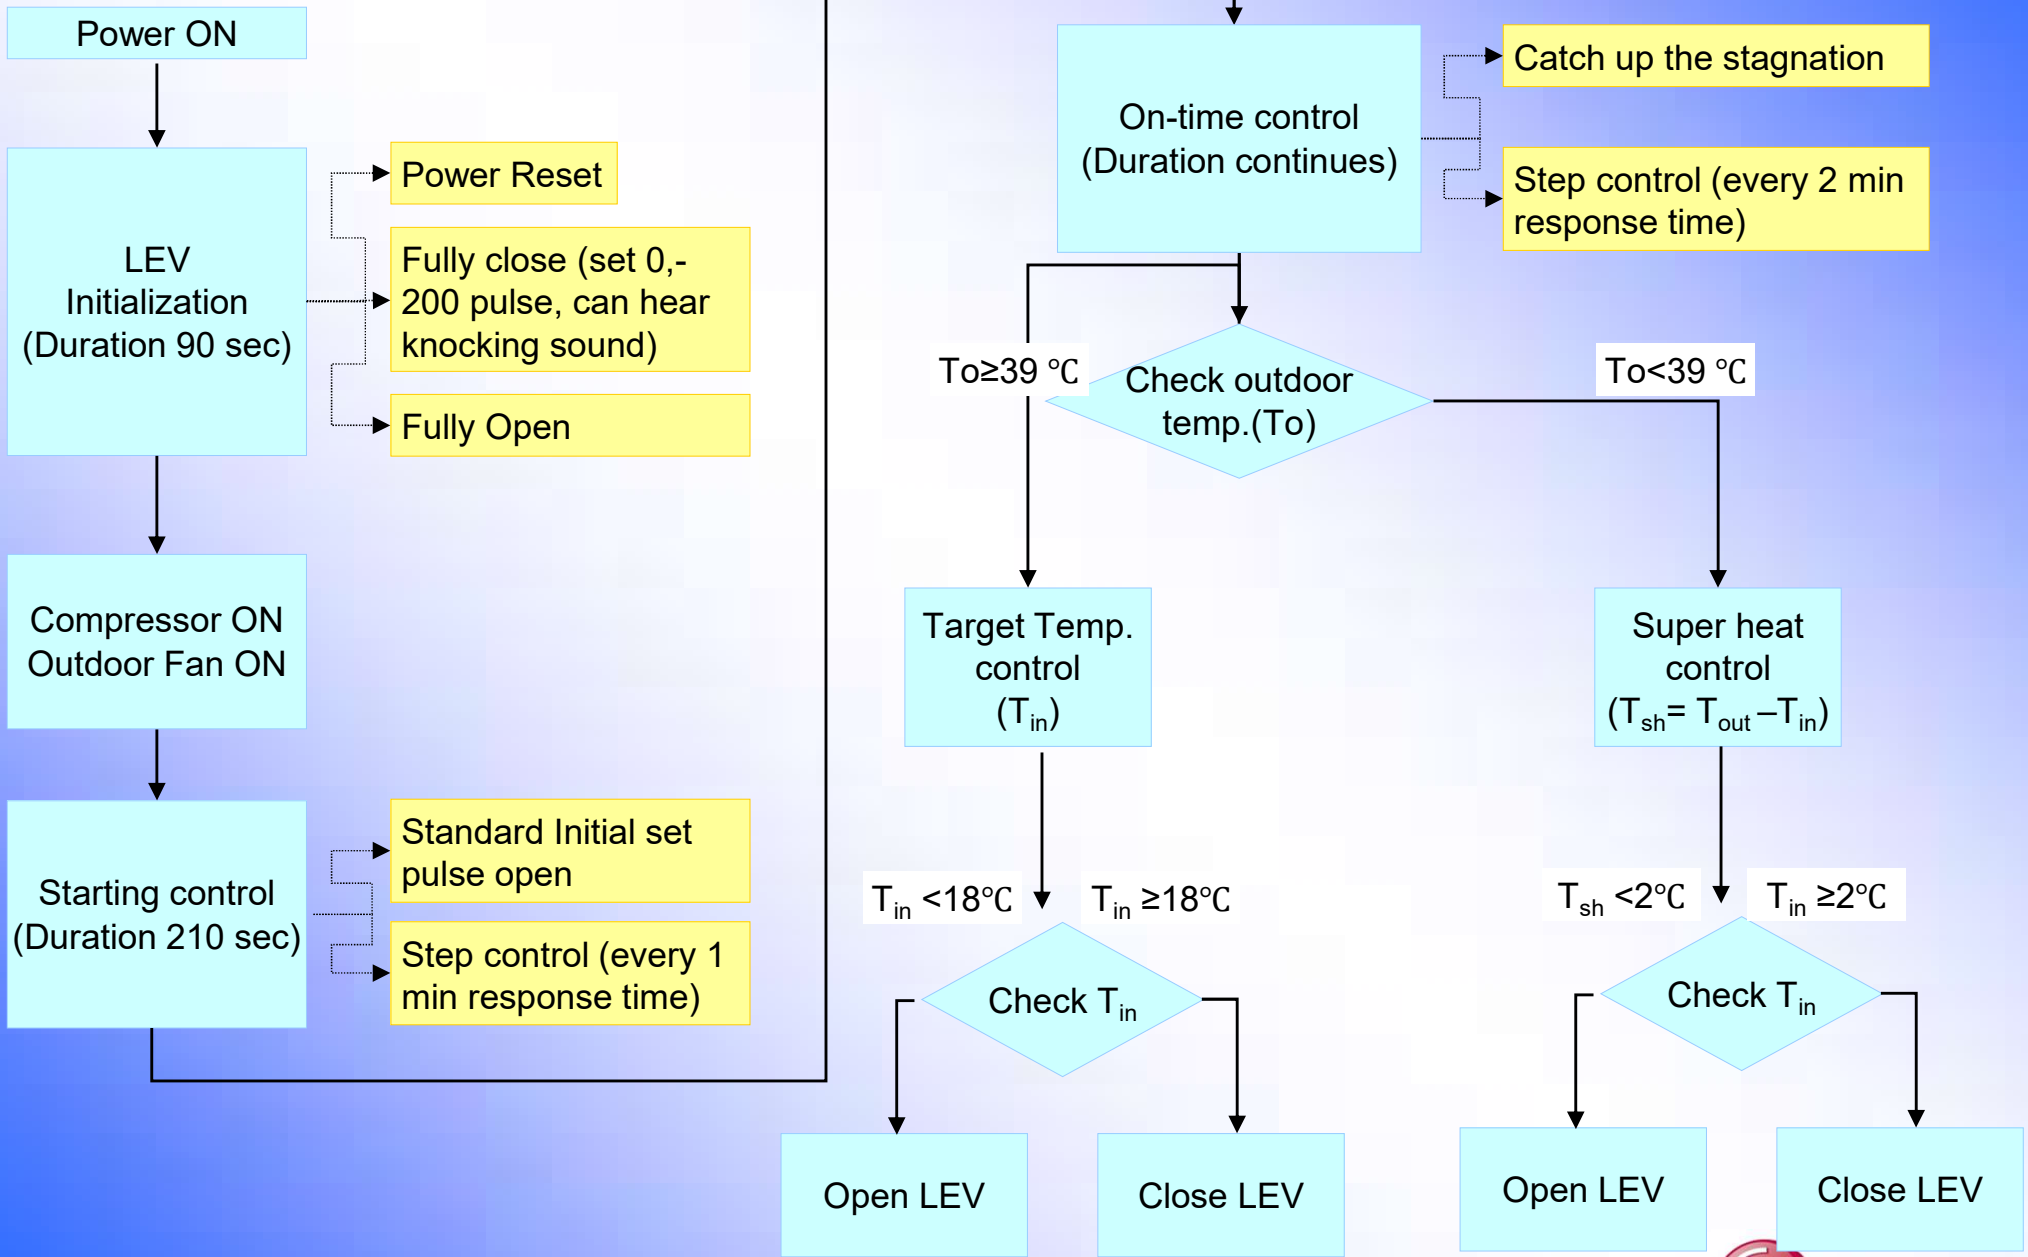 Power ON
LEV
Initialization
(Duration 90 sec)
Power Reset
Fully close (set 0,-
200 pulse, can hear
knocking sound)
Fully Open
Compressor ON
Outdoor Fan ON
Starting control
(Duration 210 sec)
Standard Initial set
pulse open
Step control (every 1
min response time)
On-time control
(Duration continues)
Catch up the stagnation
Step control (every 2 min
response time)
To≥39 ℃
Check outdoor
temp.(To)
To<39 ℃
Target Temp.
control
(Tin)
Super heat
control
(Tsh= Tout –Tin)
Tin <18℃
Tin ≥18℃
Check Tin
Open LEV
Close LEV
Tsh <2℃
Tin ≥2℃
Check Tin
Open LEV
Close LEV